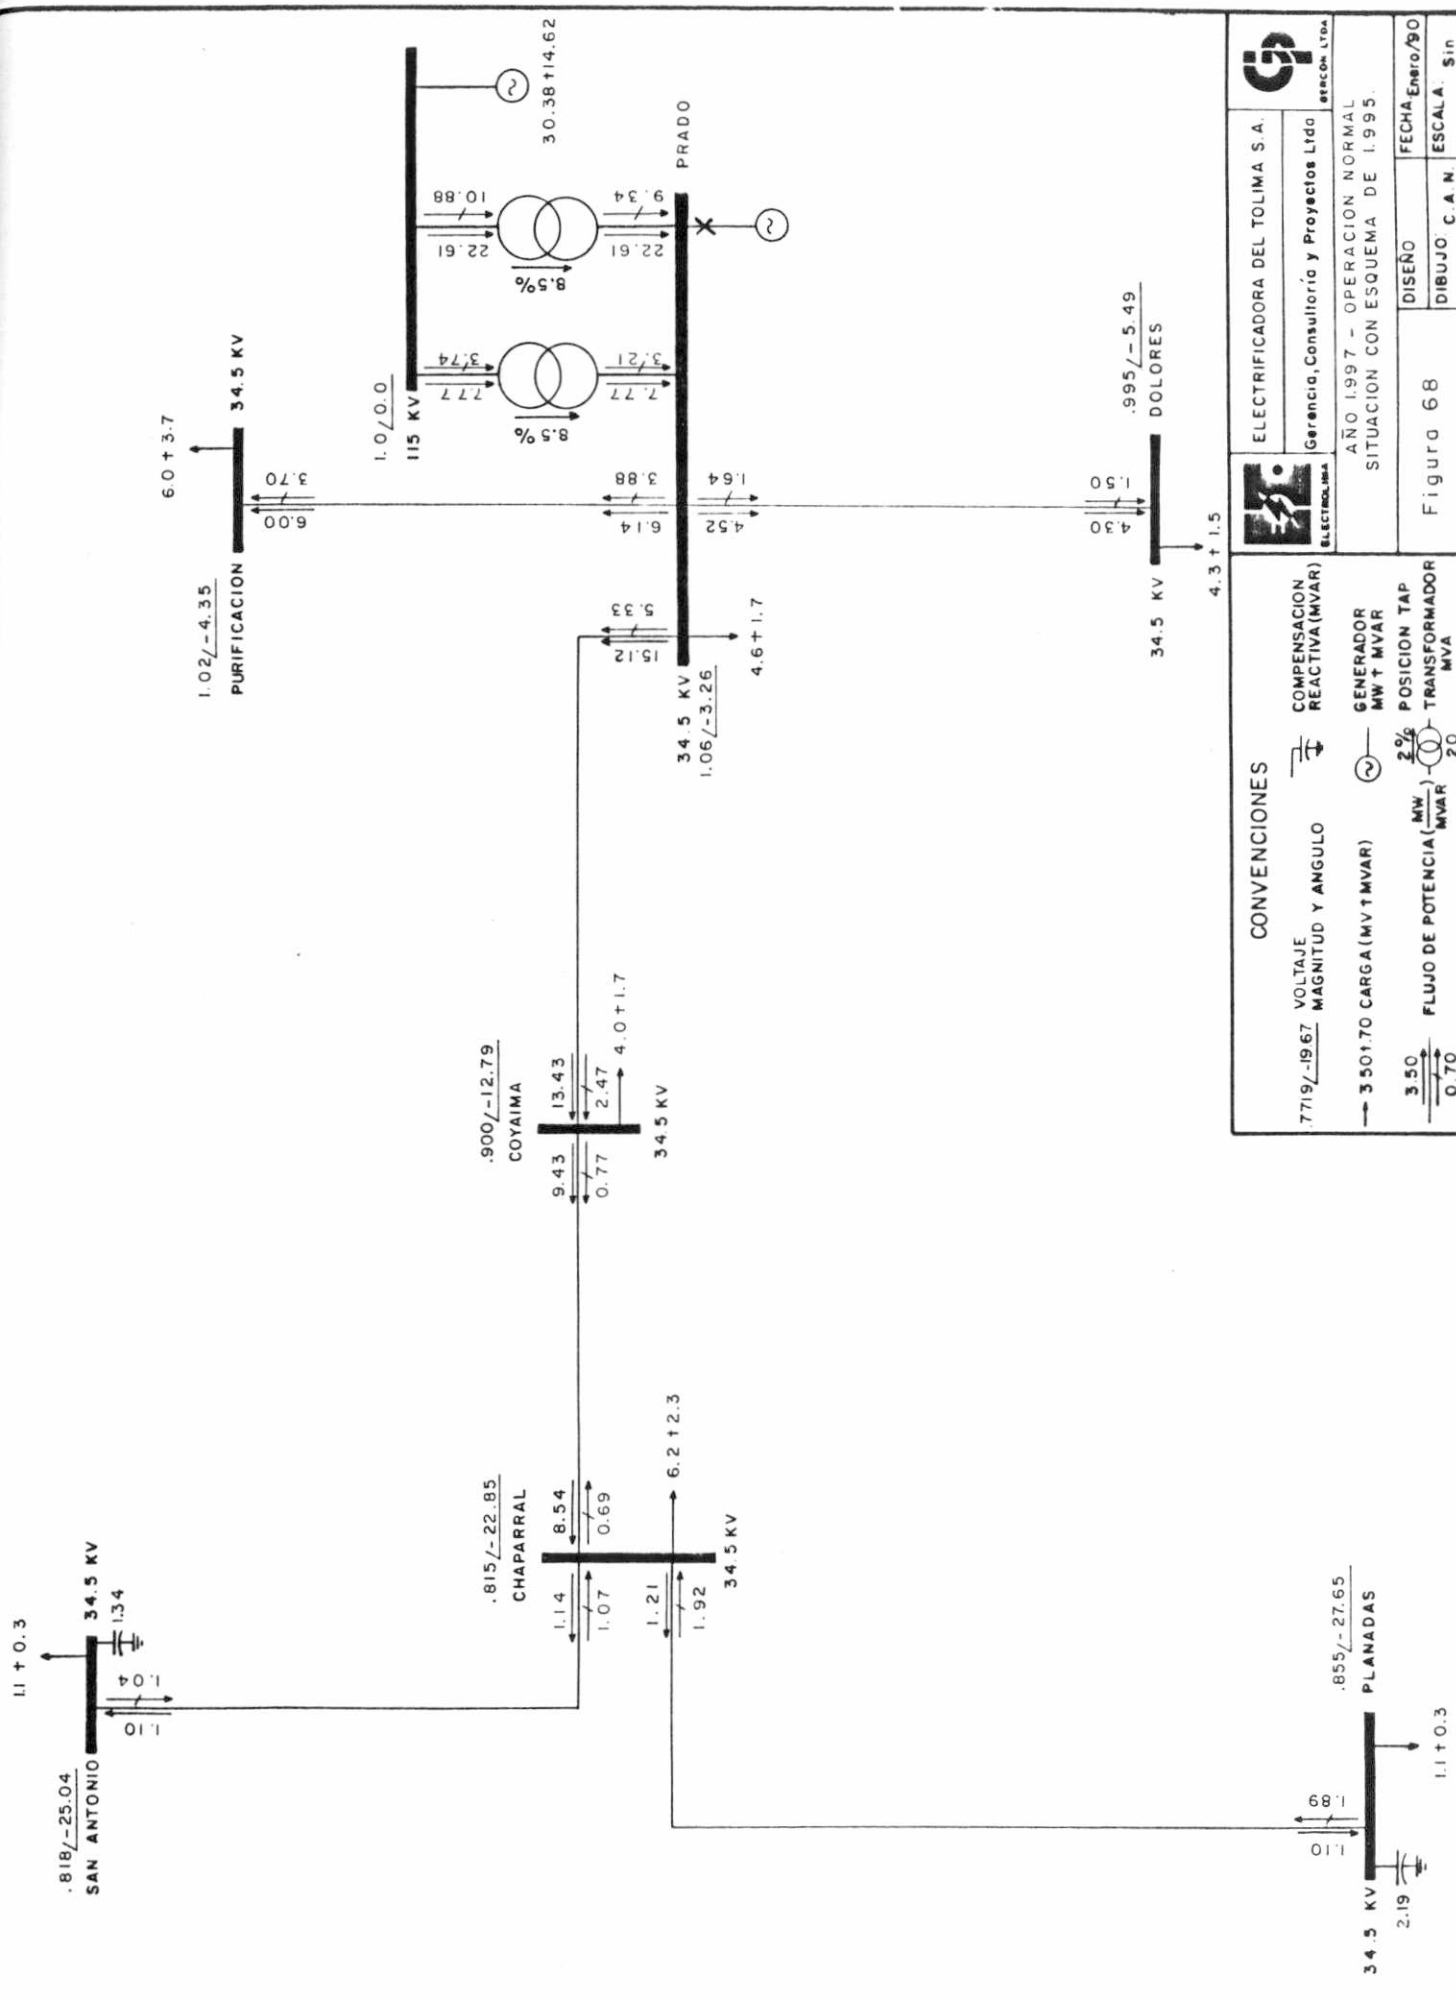 1.1 + 0.3
34.5 KV
1.34
1.04
1.10
.818/-25.04
SAN ANTONIO
.815/-22.85
CHAPARRAL
8.54
0.69
1.14
1.07
1.21
1.92
6.2 + 2.3
34.5 KV
.855/-27.65
PLANADAS
1.89
1.10
1.1 + 0.3
2.19
34.5 KV
.900/-12.79
COYAIMA
13.43
2.47
9.43
0.77
4.0 + 1.7
34.5 KV
6.0 + 3.7
34.5 KV
3.70
6.00
1.02/-4.35
PURIFICACION
30.38+14.62
1.0/0.0
115 KV
10.88
22.61
8.5%
9.34
22.61
3.74
7.77
8.5%
3.21
7.77
PRADO
3.88
6.14
1.64
4.52
5.33
15.12
34.5 KV
1.06/-3.26
4.6 + 1.7
.995/-5.49
DOLORES
1.50
4.30
34.5 KV
4.3 + 1.5
CONVENCIONES
.7719/-19.67 VOLTAJE
MAGNITUD Y ANGULO
COMPENSACION
REACTIVA(MVAR)
3.50+1.70 CARGA(MV+MVAR)
GENERADOR
MW + MVAR
3.50
0.70
FLUJO DE POTENCIA(MW/MVAR)
2%
POSICION TAP
TRANSFORMADOR
MVA
20
ELECTROLIMA
ELECTRIFICADORA DEL TOLIMA S.A.
Gerencia, Consultoría y Proyectos Ltda
GERCON LTDA
AÑO 1.997 - OPERACION NORMAL
SITUACION CON ESQUEMA DE 1.995.
Figura 68
DISEÑO
FECHA: Enero/90
DIBUJO: C. A. N.
ESCALA: Sin